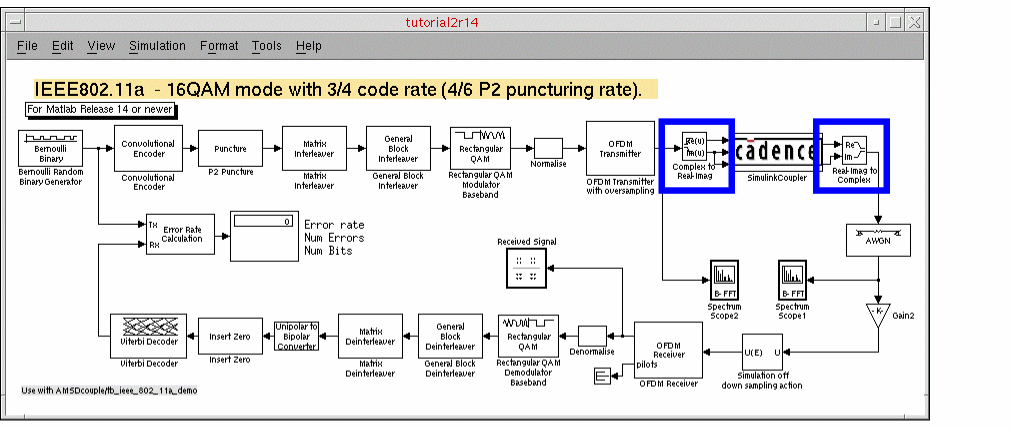 tutorial2r14
File Edit View Simulation Format Tools Help
IEEE802.11a - 16QAM mode with 3/4 code rate (4/6 P2 puncturing rate).
For Matlab Release 14 or newer
Bernoulli
Binary
Bernoulli Random
Binary Generator
Convolutional
Encoder
Convolutional
Encoder
Puncture
P2 Puncture
Matrix
Interleaver
Matrix
Interleaver
General
Block
Interleaver
General Block
Interleaver
Rectangular
QAM
Rectangular QAM
Modulator
Baseband
Normalise
OFDM
Transmitter
OFDM Transmitter
with oversampling
Re(u)
Im(u)
Complex to
Real-Imag
cadence
SimulinkCoupler
Re
Im
Real-Imag to
Complex
AWGN
Tx
Rx
Error Rate
Calculation
0
Error rate
Num Errors
Num Bits
Received Signal
B-FFT
Spectrum
Scope2
B-FFT
Spectrum
Scope1
-K-
Gain2
Viterbi Decoder
Viterbi Decoder
Insert Zero
Insert Zero
Unipolar to
Bipolar
Converter
Matrix
Deinterleaver
Matrix
Deinterleaver
General
Block
Deinterleaver
General Block
Deinterleaver
Rectangular
QAM
Rectangular QAM
Demodulator
Baseband
Denormalise
OFDM
Receiver
pilots
OFDM Receiver
U(E) U
Simulation off
down sampling action
Use with AMSDcouple/tb_ieee_802_11a_demo